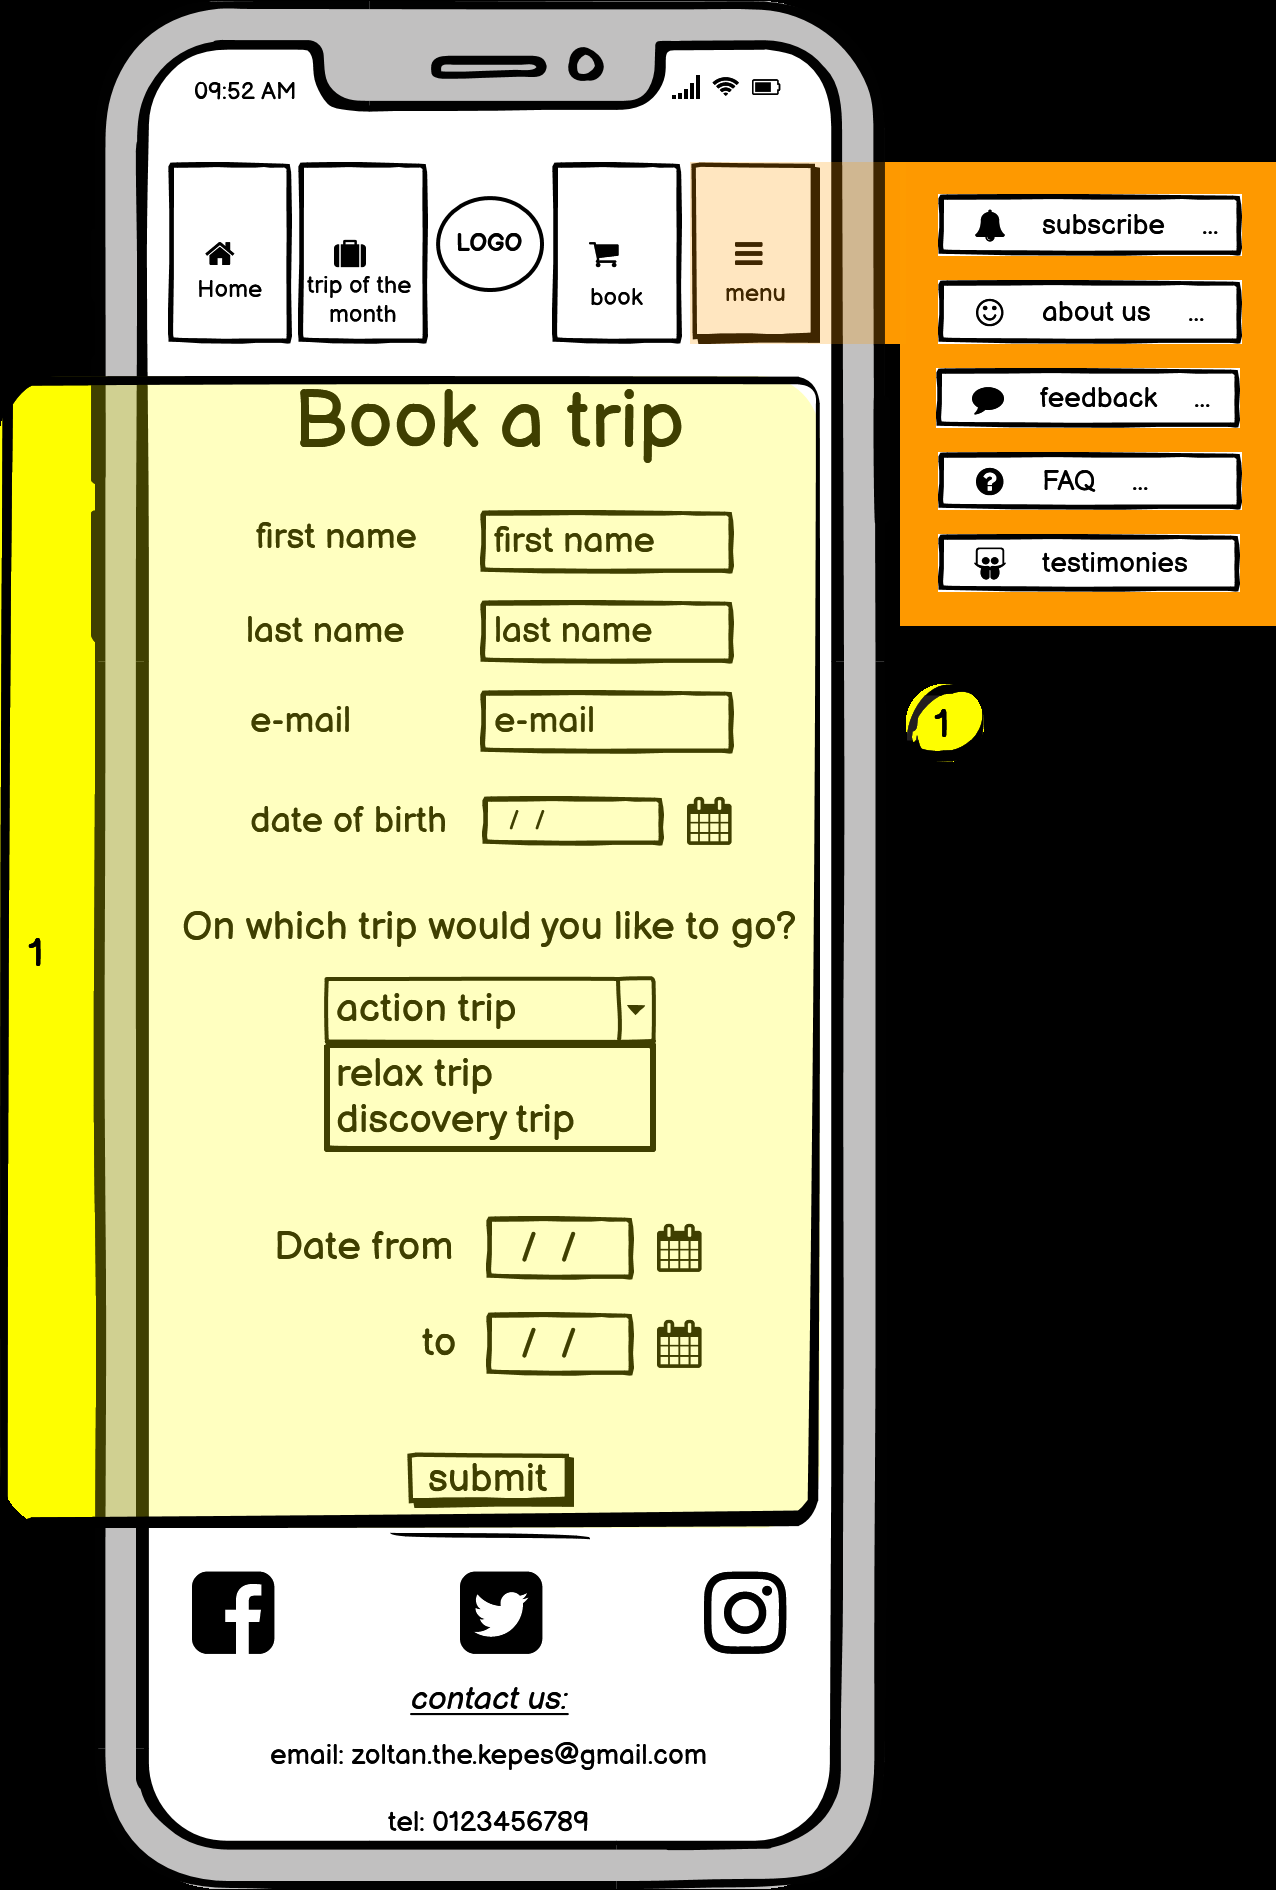 09:52 AM
Home
trip of the
month
LOGO
book
menu
subscribe ...
about us ...
feedback ...
FAQ ...
testimonies
Book a trip
first name first name
last name last name
e-mail e-mail
date of birth / /
1
On which trip would you like to go?
1
action trip
relax trip
discovery trip
Date from / /
to / /
submit
contact us:
email: zoltan.the.kepes@gmail.com
tel: 0123456789